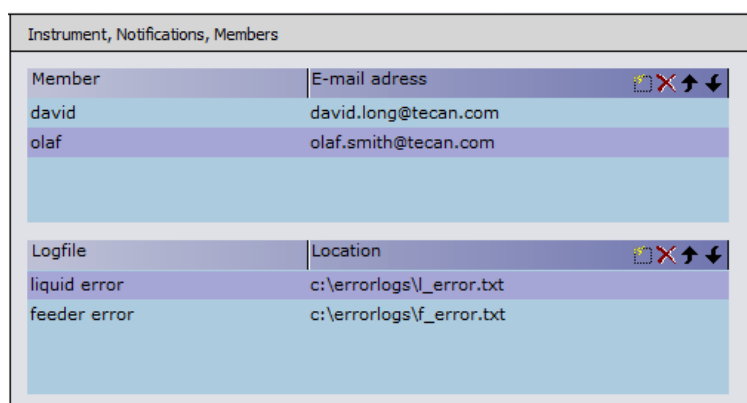 Instrument, Notifications, Members
Member E-mail adress
david david.long@tecan.com
olaf olaf.smith@tecan.com
Logfile Location
liquid error c:\errorlogs\l_error.txt
feeder error c:\errorlogs\f_error.txt